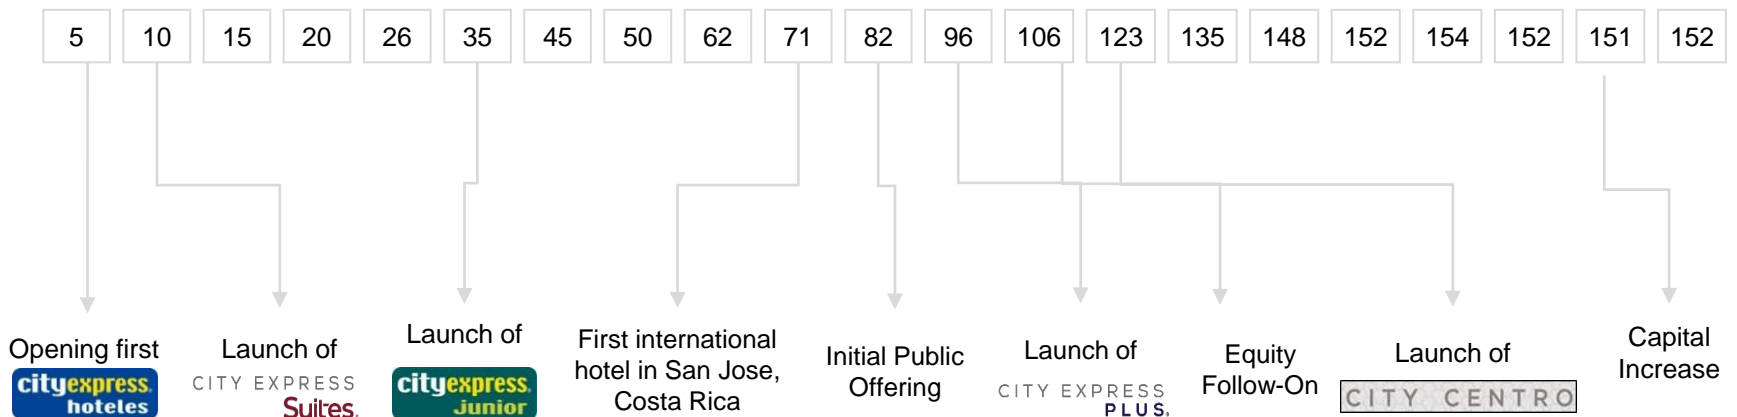 5 10 15 20 26 35 45 50 62 71 82 96 106 123 135 148 152 154 152 151 152
Opening first
cityexpress.
hoteles
Launch of
CITY EXPRESS
Suites.
Launch of
cityexpress.
junior
First international
hotel in San Jose,
Costa Rica
Initial Public
Offering
Launch of
CITY EXPRESS
PLUS.
Equity
Follow-On
Launch of
CITY CENTRO
Capital
Increase